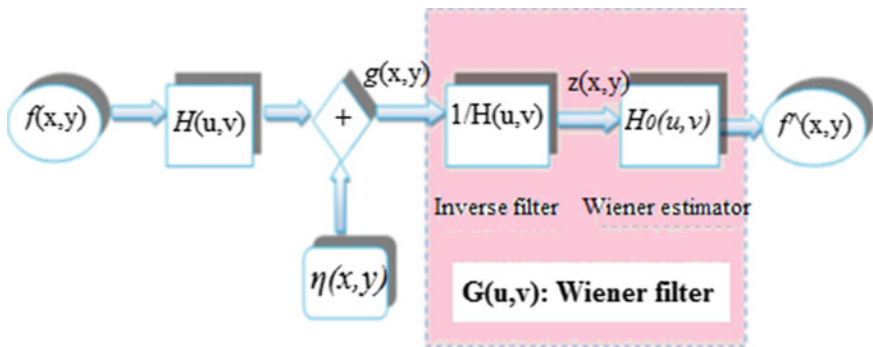 f(x,y)
H(u,v)
+
g(x,y)
1/H(u,v)
z(x,y)
H0(u,v)
f^(x,y)
Inverse filter
Wiener estimator
η(x,y)
G(u,v): Wiener filter